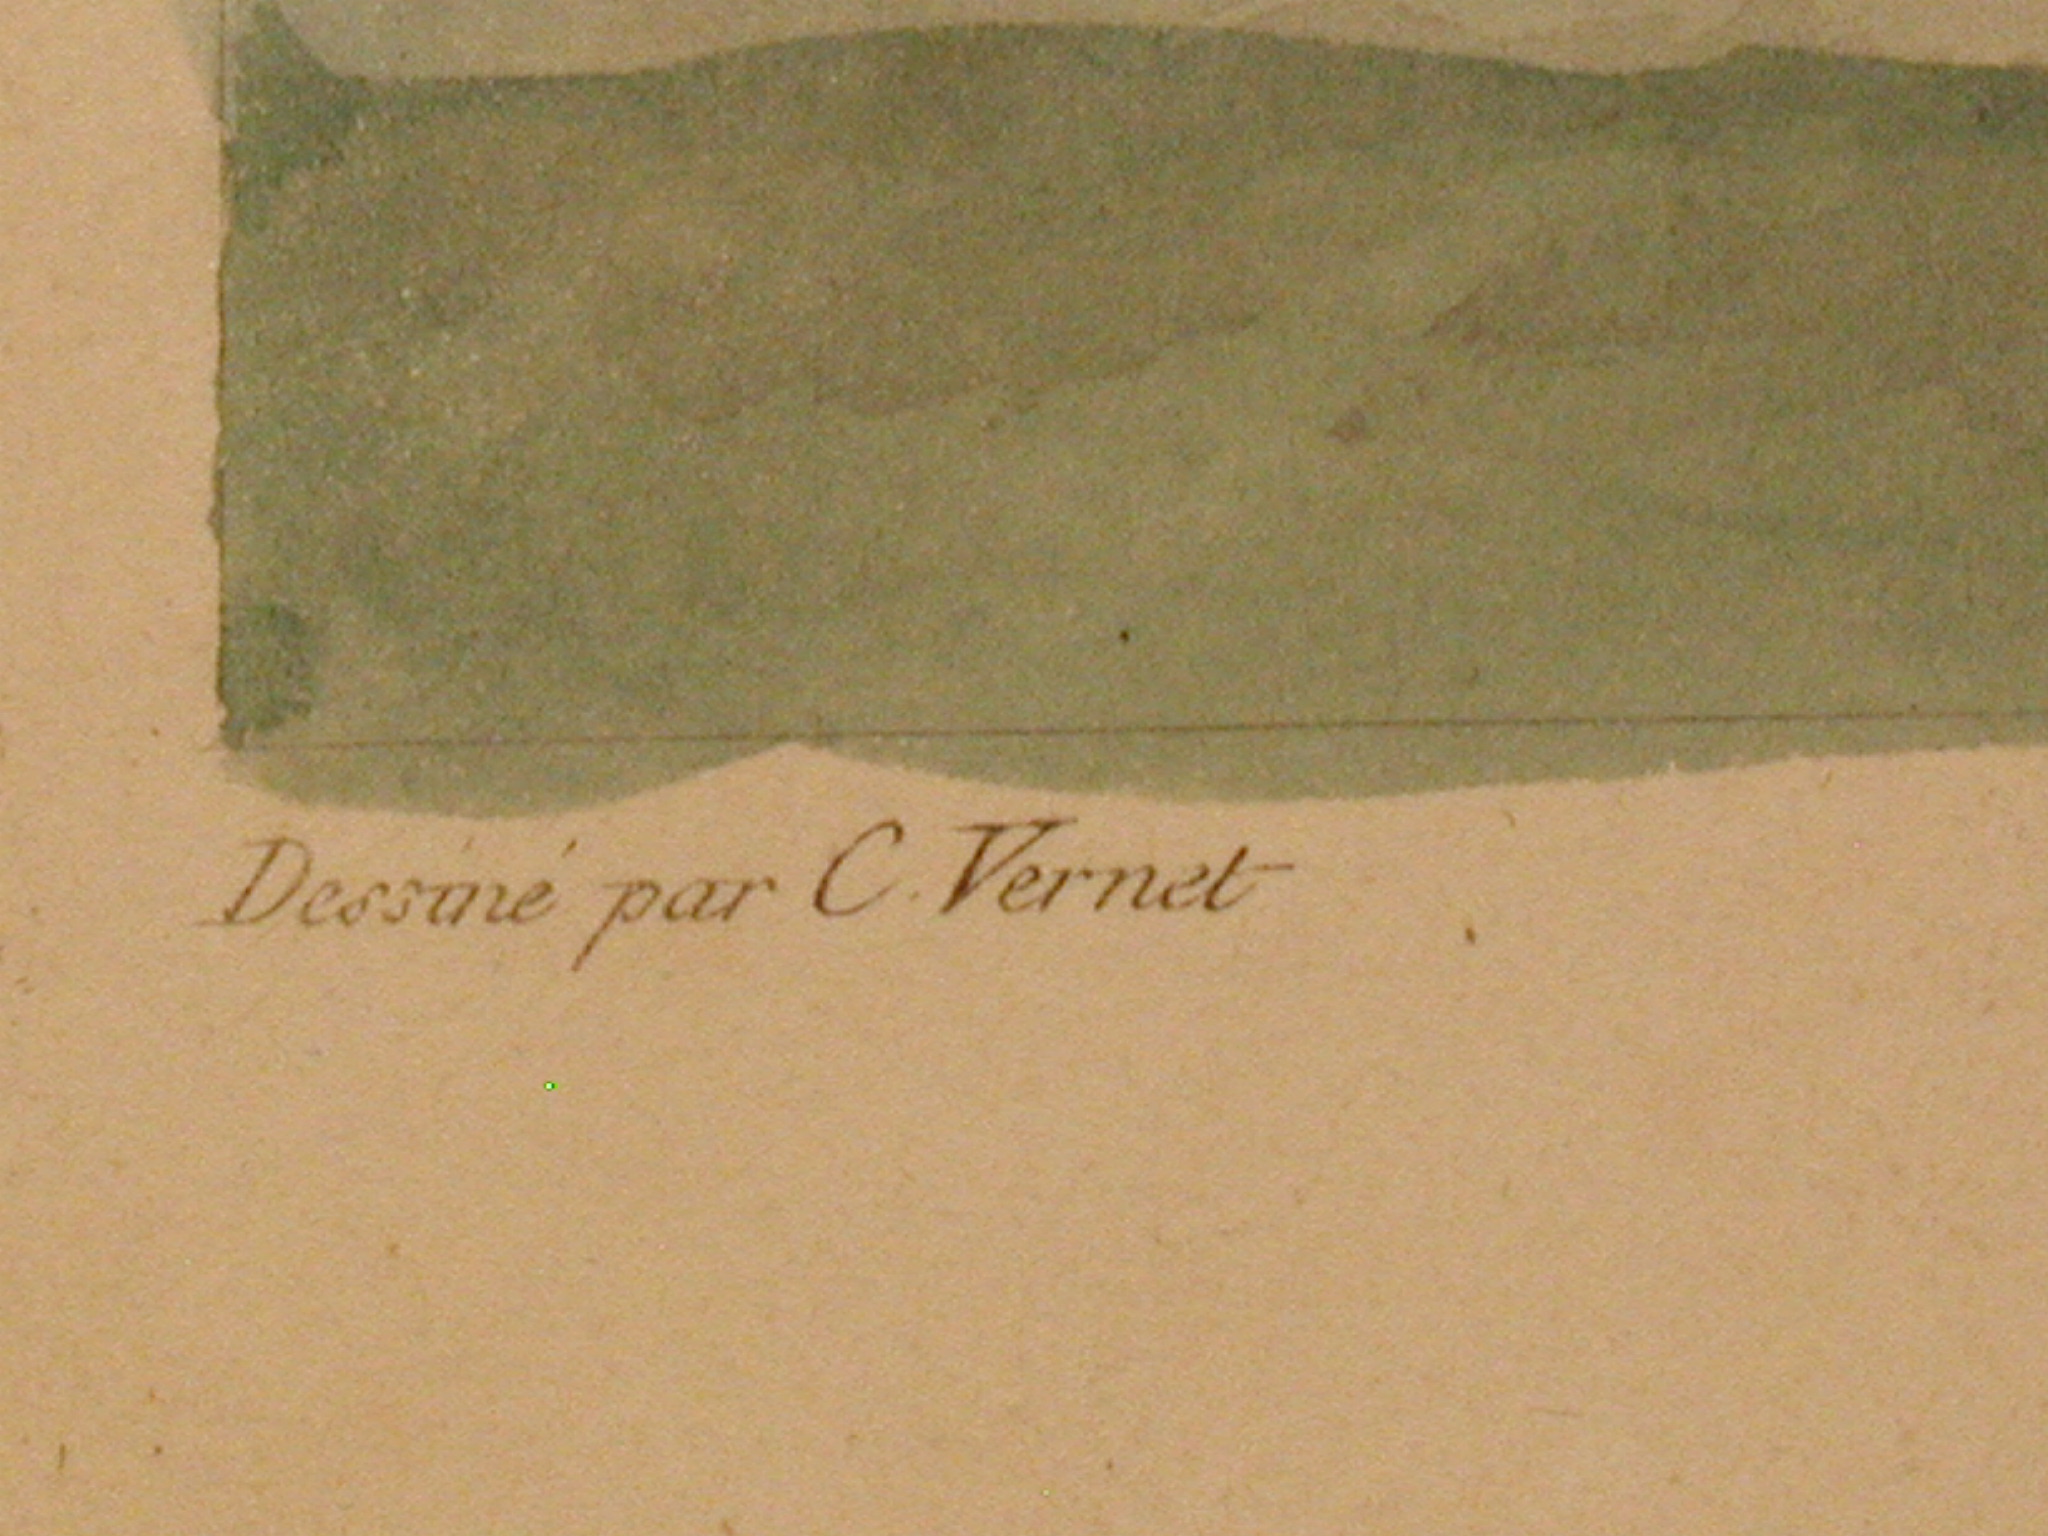 Dessiné par C. Vernet